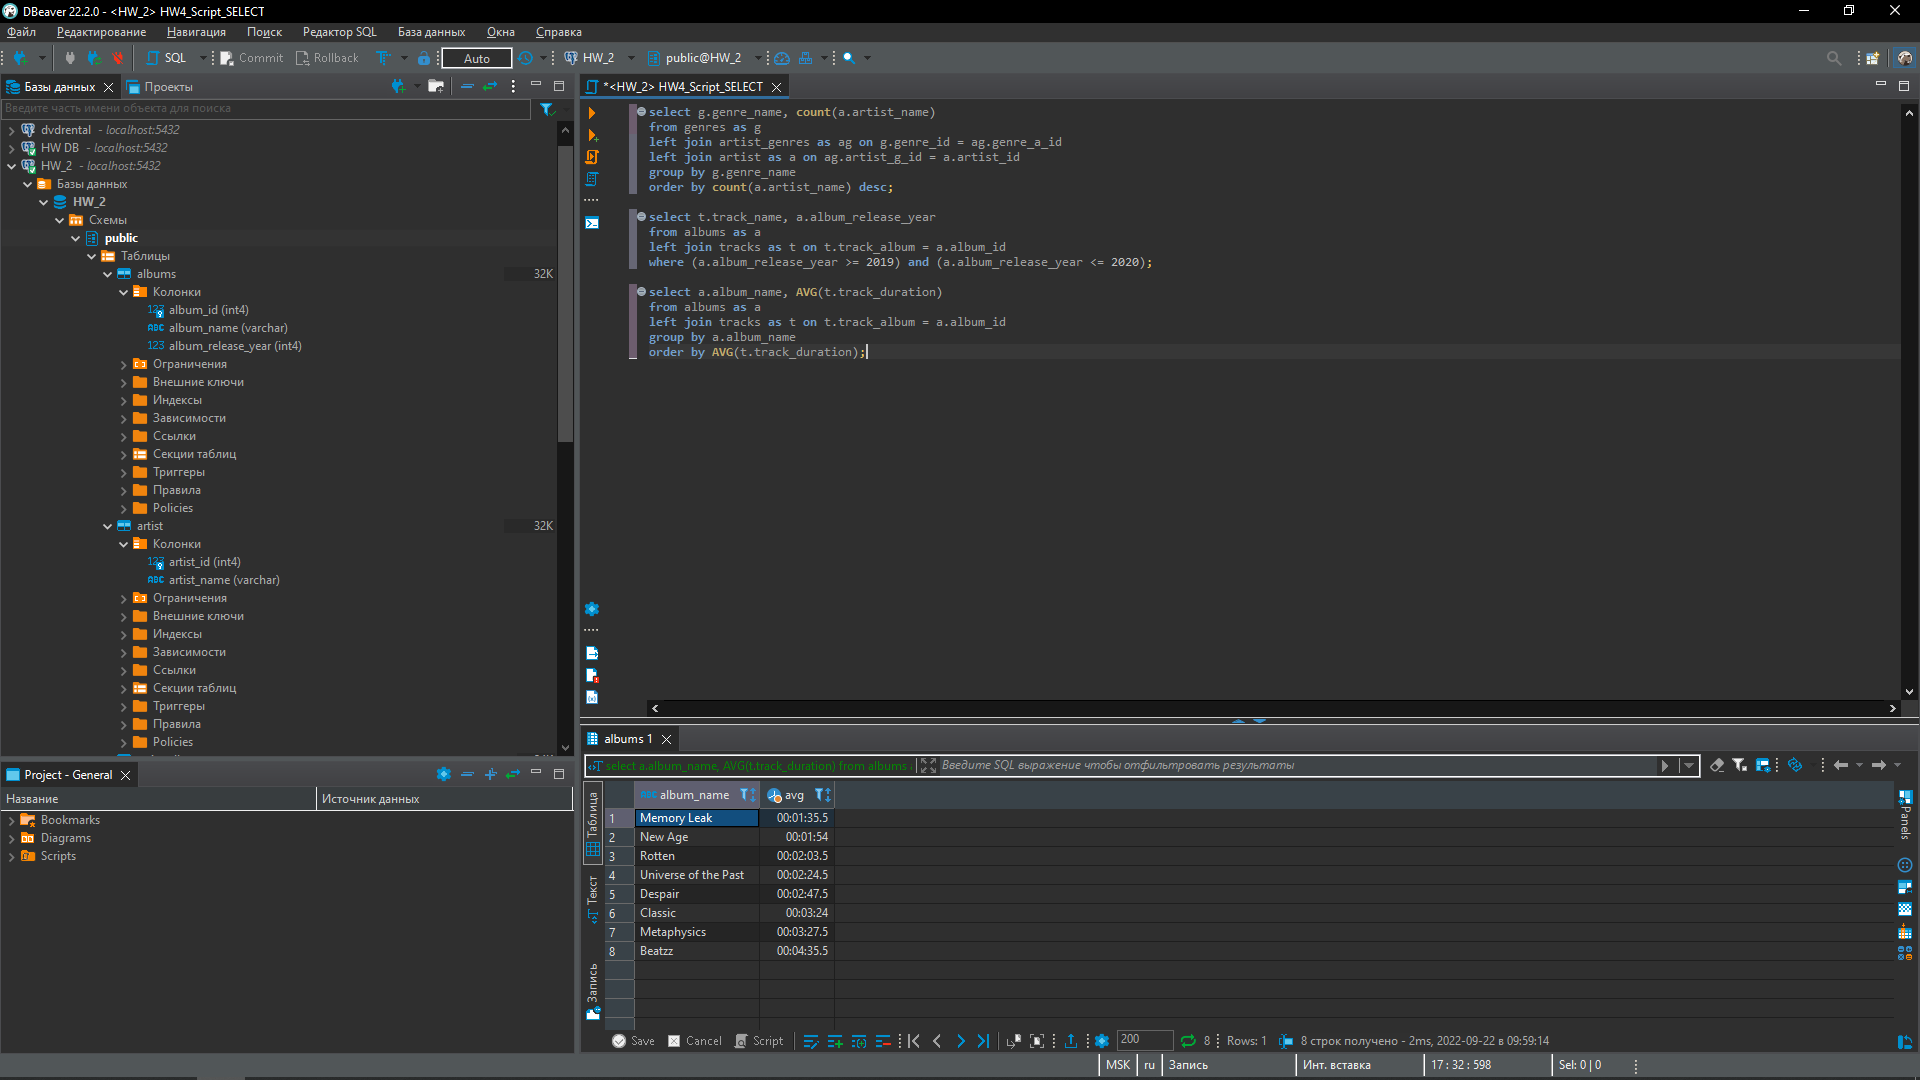 DBeaver 22.2.0 - <HW_2> HW4_Script_SELECT
Файл Редактирование Навигация Поиск Редактор SQL База данных Окна Справка
SQL Commit Rollback Auto HW_2 public@HW_2
Базы данных Проекты
Введите часть имени объекта для поиска
dvdrental - localhost:5432
HW DB - localhost:5432
HW_2 - localhost:5432
Базы данных
HW_2
Схемы
public
Таблицы
albums 32K
Колонки
album_id (int4)
album_name (varchar)
album_release_year (int4)
Ограничения
Внешние ключи
Индексы
Зависимости
Ссылки
Секции таблиц
Триггеры
Правила
Policies
artist 32K
Колонки
artist_id (int4)
artist_name (varchar)
Ограничения
Внешние ключи
Индексы
Зависимости
Ссылки
Секции таблиц
Триггеры
Правила
Policies
Project - General
Название Источник данных
Bookmarks
Diagrams
Scripts
*<HW_2> HW4_Script_SELECT
select g.genre_name, count(a.artist_name)
from genres as g
left join artist_genres as ag on g.genre_id = ag.genre_a_id
left join artist as a on ag.artist_g_id = a.artist_id
group by g.genre_name
order by count(a.artist_name) desc;
select t.track_name, a.album_release_year
from albums as a
left join tracks as t on t.track_album = a.album_id
where (a.album_release_year >= 2019) and (a.album_release_year <= 2020);
select a.album_name, AVG(t.track_duration)
from albums as a
left join tracks as t on t.track_album = a.album_id
group by a.album_name
order by AVG(t.track_duration);
albums 1
select a.album_name, AVG(t.track_duration) from albums Введите SQL выражение чтобы отфильтровать результаты
Таблица
Текст
Запись
ABC album_name avg
1 Memory Leak 00:01:35.5
2 New Age 00:01:54
3 Rotten 00:02:03.5
4 Universe of the Past 00:02:24.5
5 Despair 00:02:47.5
6 Classic 00:03:24
7 Metaphysics 00:03:27.5
8 Beatzz 00:04:35.5
Panels
Save Cancel Script 200 8 Rows: 1 8 строк получено - 2ms, 2022-09-22 в 09:59:14
MSK ru Запись Инт. вставка 17 : 32 : 598 Sel: 0 | 0